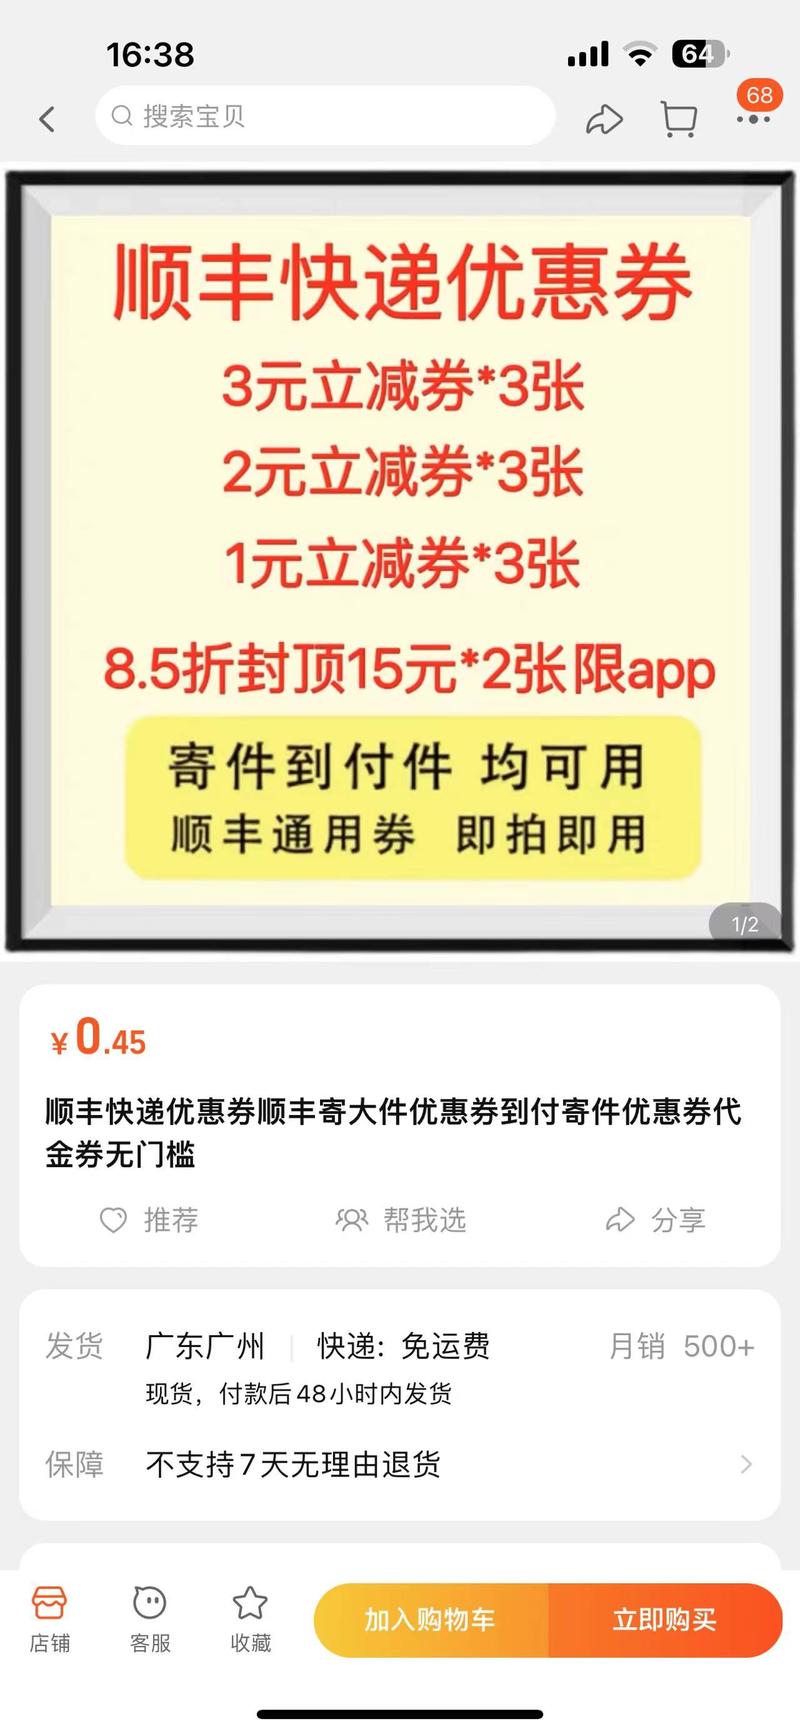 16:38
64
搜索宝贝
68
顺丰快递优惠券
3元立减券*3张
2元立减券*3张
1元立减券*3张
8.5折封顶15元*2张限app
寄件到付件 均可用
顺丰通用券 即拍即用
1/2
¥0.45
顺丰快递优惠券顺丰寄大件优惠券到付寄件优惠券代
金券无门槛
推荐 帮我选 分享
发货 广东广州 | 快递: 免运费 月销 500+
现货，付款后48小时内发货
保障 不支持7天无理由退货
店铺 客服 收藏 加入购物车 立即购买